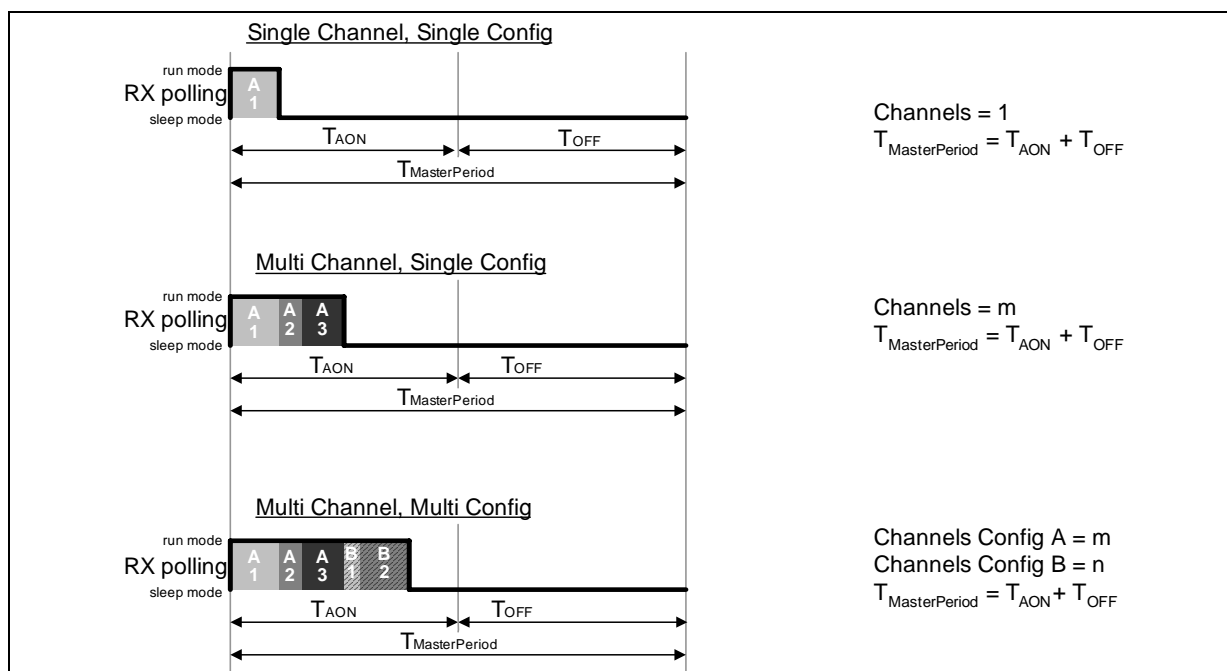 Single Channel, Single Config
run mode
RX polling
sleep mode
A
1
TAON
TOFF
TMasterPeriod
Channels = 1
TMasterPeriod = TAON + TOFF
Multi Channel, Single Config
run mode
RX polling
sleep mode
A
1
A
2
A
3
TAON
TOFF
TMasterPeriod
Channels = m
TMasterPeriod = TAON + TOFF
Multi Channel, Multi Config
run mode
RX polling
sleep mode
A
1
A
2
A
3
B
1
B
2
TAON
TOFF
TMasterPeriod
Channels Config A = m
Channels Config B = n
TMasterPeriod = TAON+ TOFF